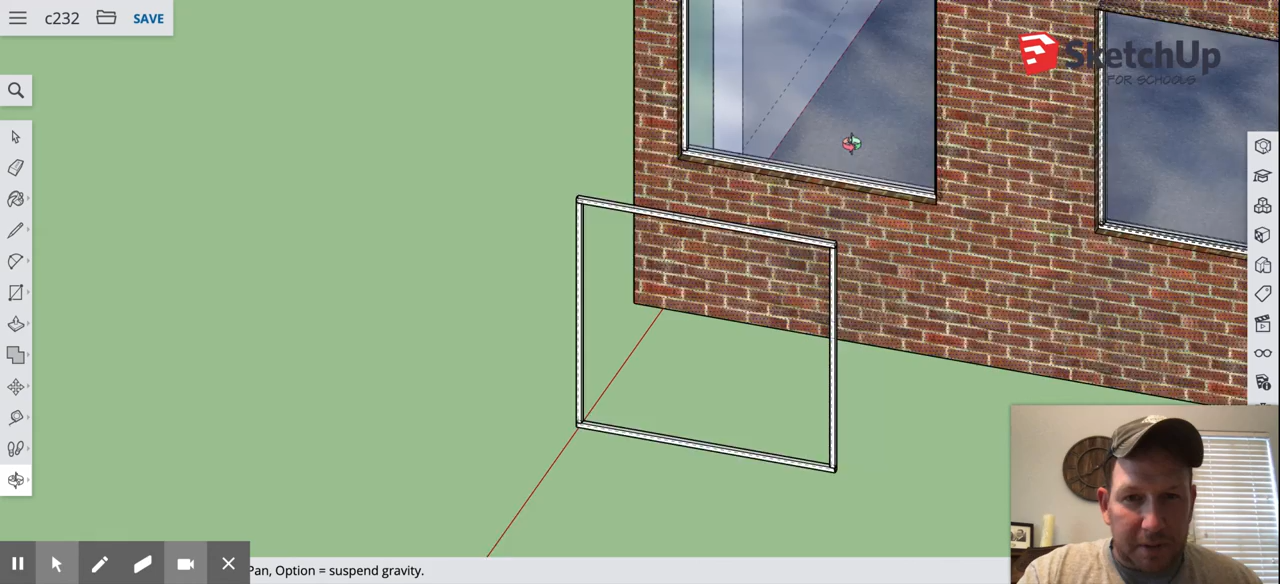 c232
SAVE
SketchUp
FOR SCHOOLS
Pan, Option = suspend gravity.